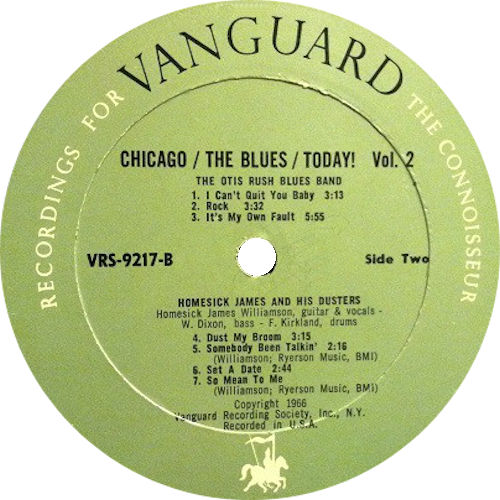 RECORDINGS FOR VANGUARD THE CONNOISSEUR
CHICAGO / THE BLUES / TODAY! Vol. 2
THE OTIS RUSH BLUES BAND
1. I Can't Quit You Baby 3:13
2. Rock 3:32
3. It's My Own Fault 5:55
VRS-9217-B
Side Two
HOMESICK JAMES AND HIS DUSTERS
Homesick James Williamson, guitar & vocals -
W. Dixon, bass - F. Kirkland, drums
4. Dust My Broom 3:15
5. Somebody Been Talkin' 2:16
(Williamson; Ryerson Music, BMI)
6. Set A Date 2:44
7. So Mean To Me
(Williamson; Ryerson Music, BMI)
Copyright 1966
Vanguard Recording Society, Inc., N.Y.
Recorded in U.S.A.